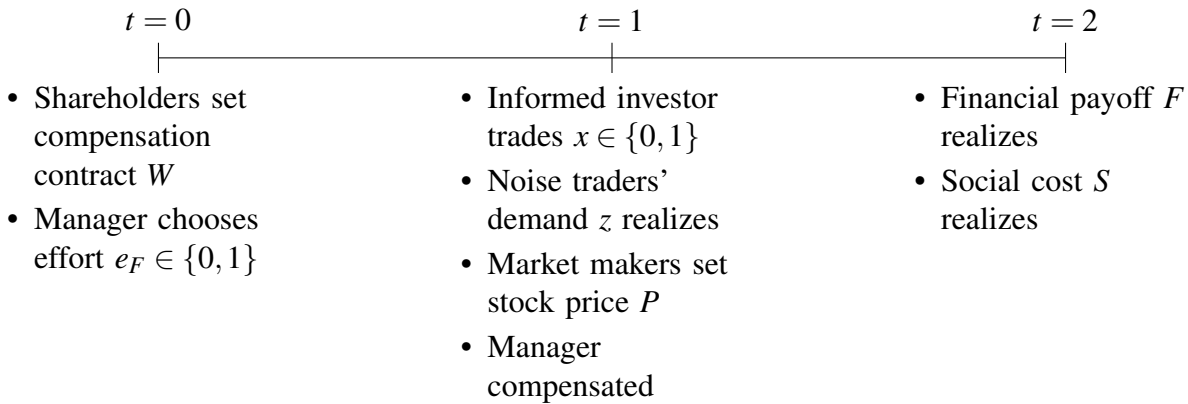 t = 0
t = 1
t = 2
• Shareholders set
compensation
contract W
• Manager chooses
effort e_F ∈ {0,1}
• Informed investor
trades x ∈ {0,1}
• Noise traders'
demand z realizes
• Market makers set
stock price P
• Manager
compensated
• Financial payoff F
realizes
• Social cost S
realizes